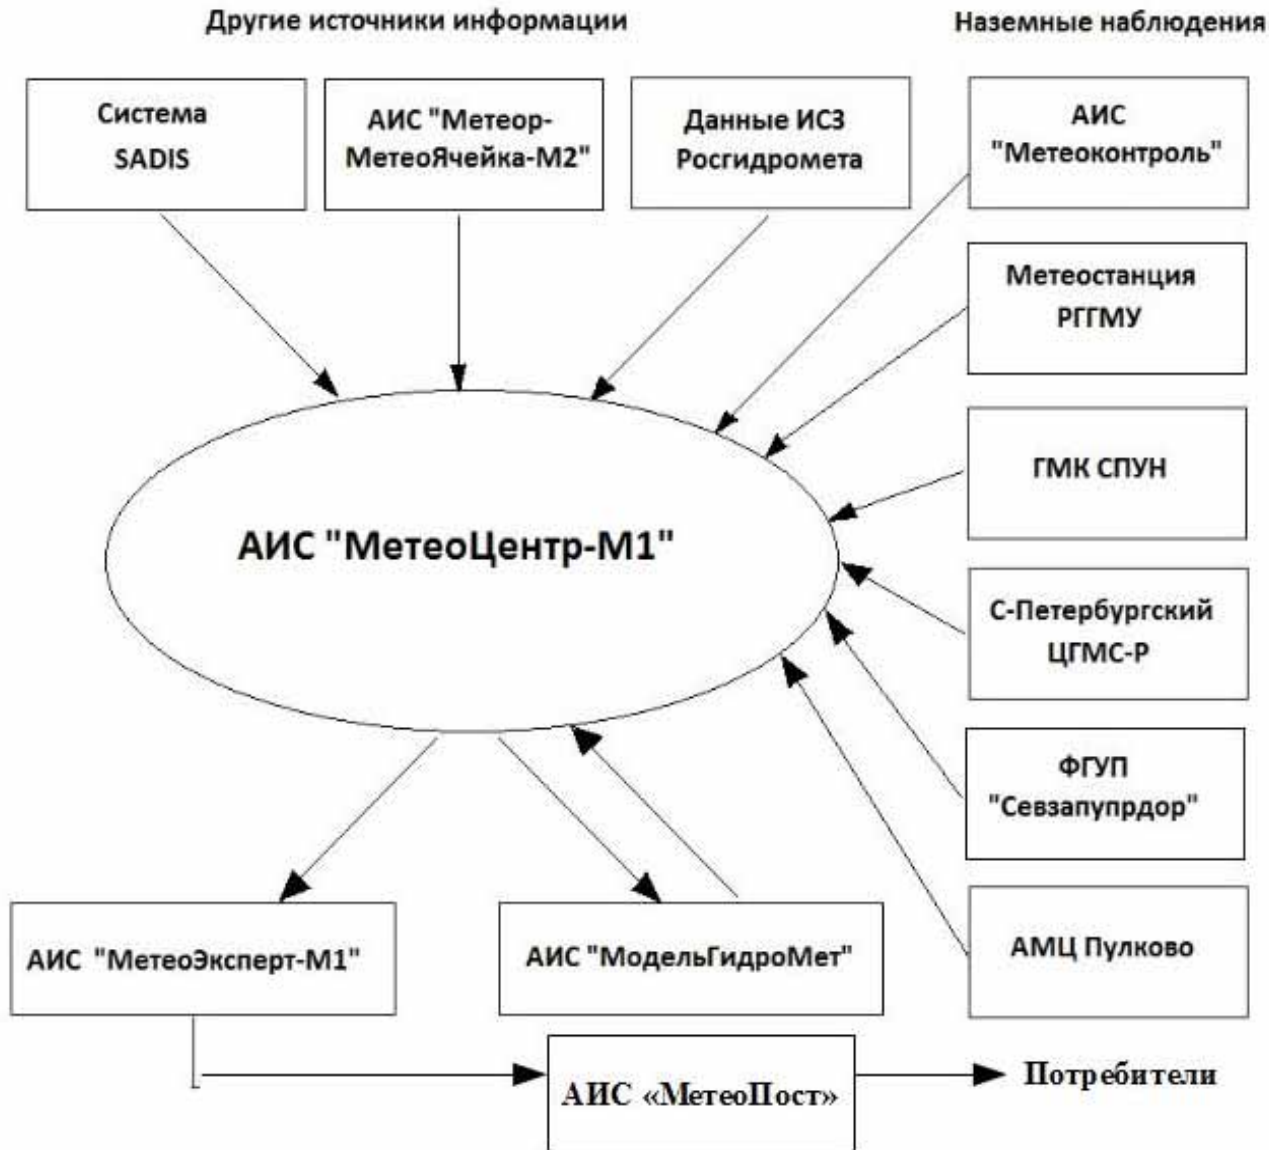 Другие источники информации
Наземные наблюдения
Система
SADIS
АИС "Метеор-
МетеоЯчейка-М2"
Данные ИСЗ
Росгидромета
АИС
"Метеоконтроль"
Метеостанция
РГГМУ
ГМК СПУН
АИС "МетеоЦентр-М1"
С-Петербургский
ЦГМС-Р
ФГУП
"Севзапупрдор"
АИС "МетеоЭксперт-М1"
АИС "МодельГидроМет"
АМЦ Пулково
АИС «МетеоПост»
Потребители